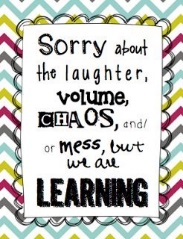 Sorry about
the laughter,
volume,
CHAOS, and/
or mess, but
we are
LEARNING